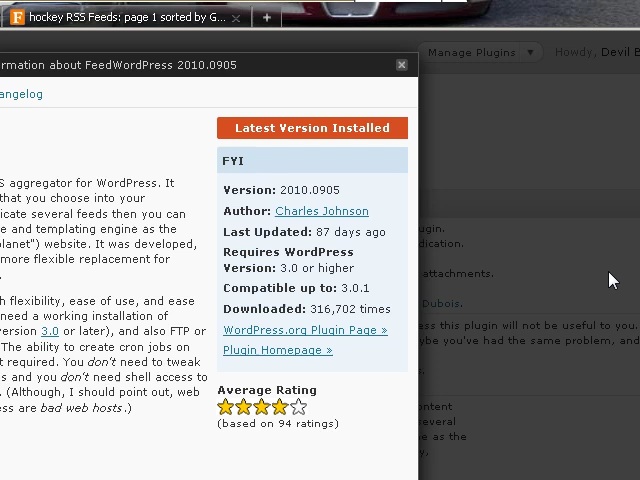 hockey RSS Feeds: page 1 sorted by G...
Manage Plugins
Howdy, Devil B
rmation about FeedWordPress 2010.0905
angelog
Latest Version Installed
FYI
Version: 2010.0905
Author: Charles Johnson
Last Updated: 87 days ago
Requires WordPress
Version: 3.0 or higher
Compatible up to: 3.0.1
Downloaded: 316,702 times
WordPress.org Plugin Page »
Plugin Homepage »
Average Rating
(based on 94 ratings)
S aggregator for WordPress. It
that you choose into your
icate several feeds then you can
e and templating engine as the
planet") website. It was developed,
more flexible replacement for
h flexibility, ease of use, and ease
need a working installation of
version 3.0 or later), and also FTP or
The ability to create cron jobs on
t required. You don't need to tweak
s and you don't need shell access to
. (Although, I should point out, web
ess are bad web hosts.)
ugin.
dication.
attachments.
Dubois.
ess this plugin will not be useful to you.
ybe you've had the same problem, and
ontent
everal
e as the
y,